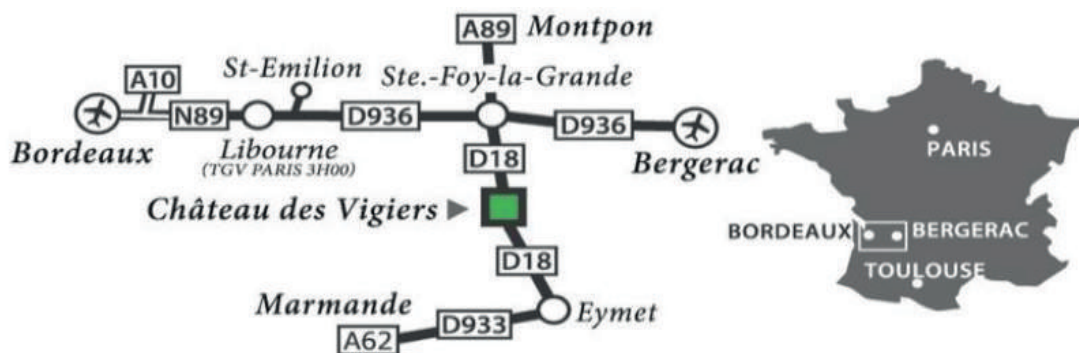 A89 Montpon
A10
St-Emilion
Ste.-Foy-la-Grande
N89
D936
D936
Bordeaux
Libourne
(TGV PARIS 3H00)
D18
Bergerac
Château des Vigiers
D18
Marmande
Eymet
A62
D933
PARIS
BORDEAUX
BERGERAC
TOULOUSE